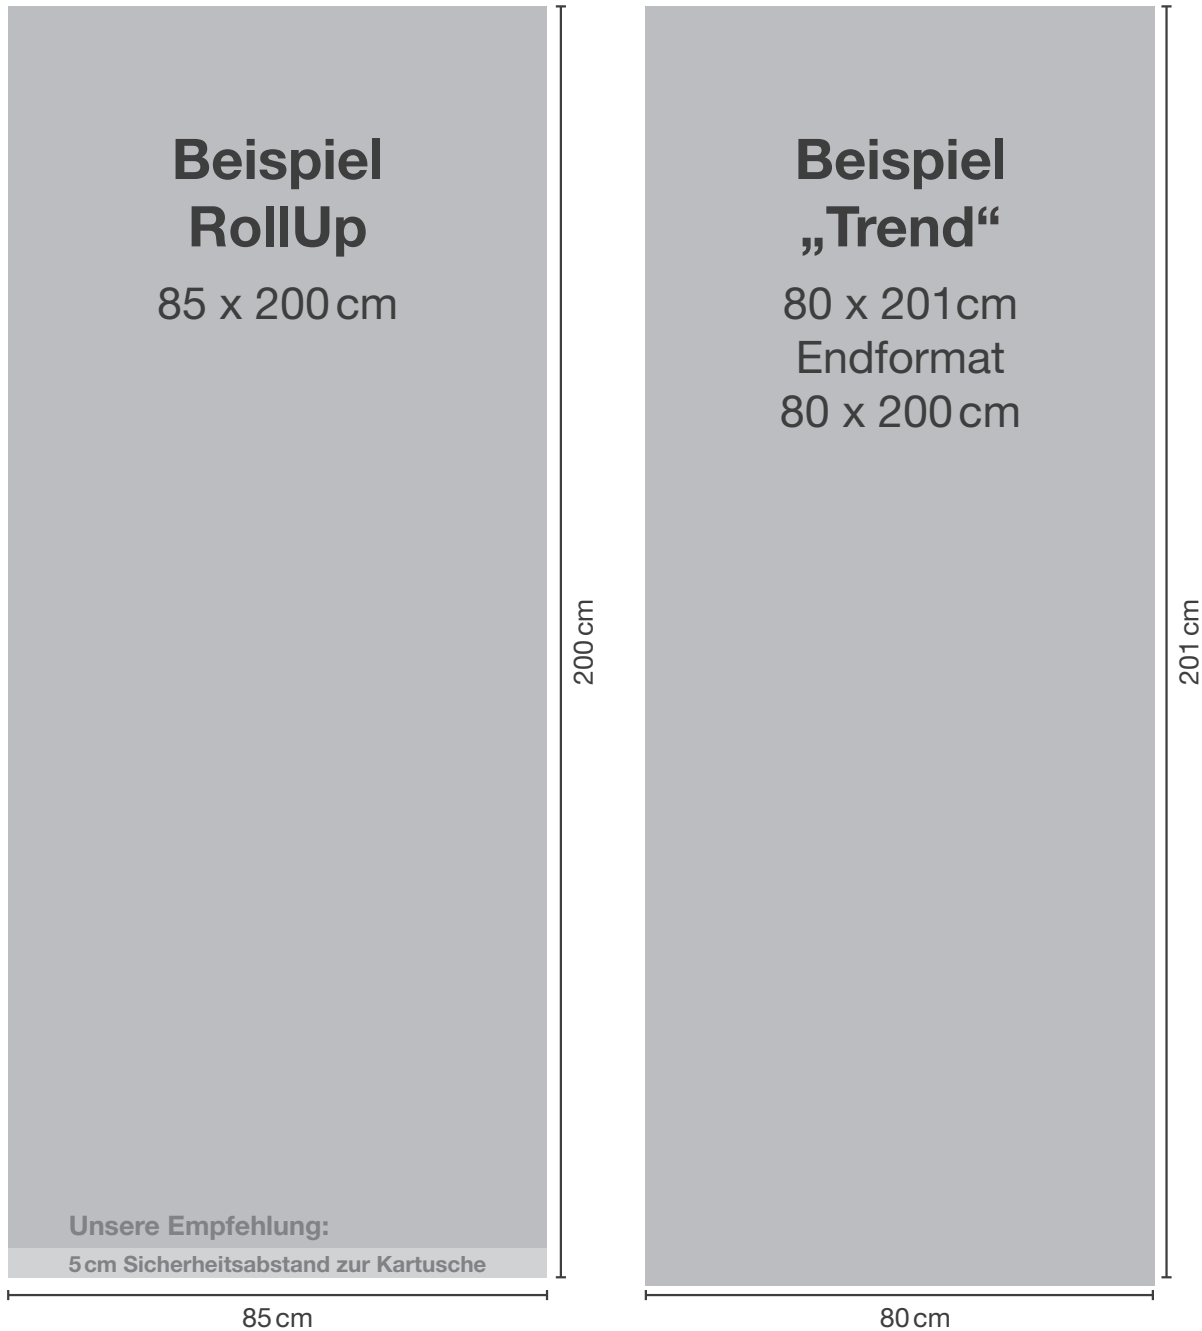 Beispiel
RollUp
85 x 200 cm
200 cm
Unsere Empfehlung:
5 cm Sicherheitsabstand zur Kartusche
85 cm
Beispiel
„Trend“
80 x 201cm
Endformat
80 x 200 cm
201 cm
80 cm